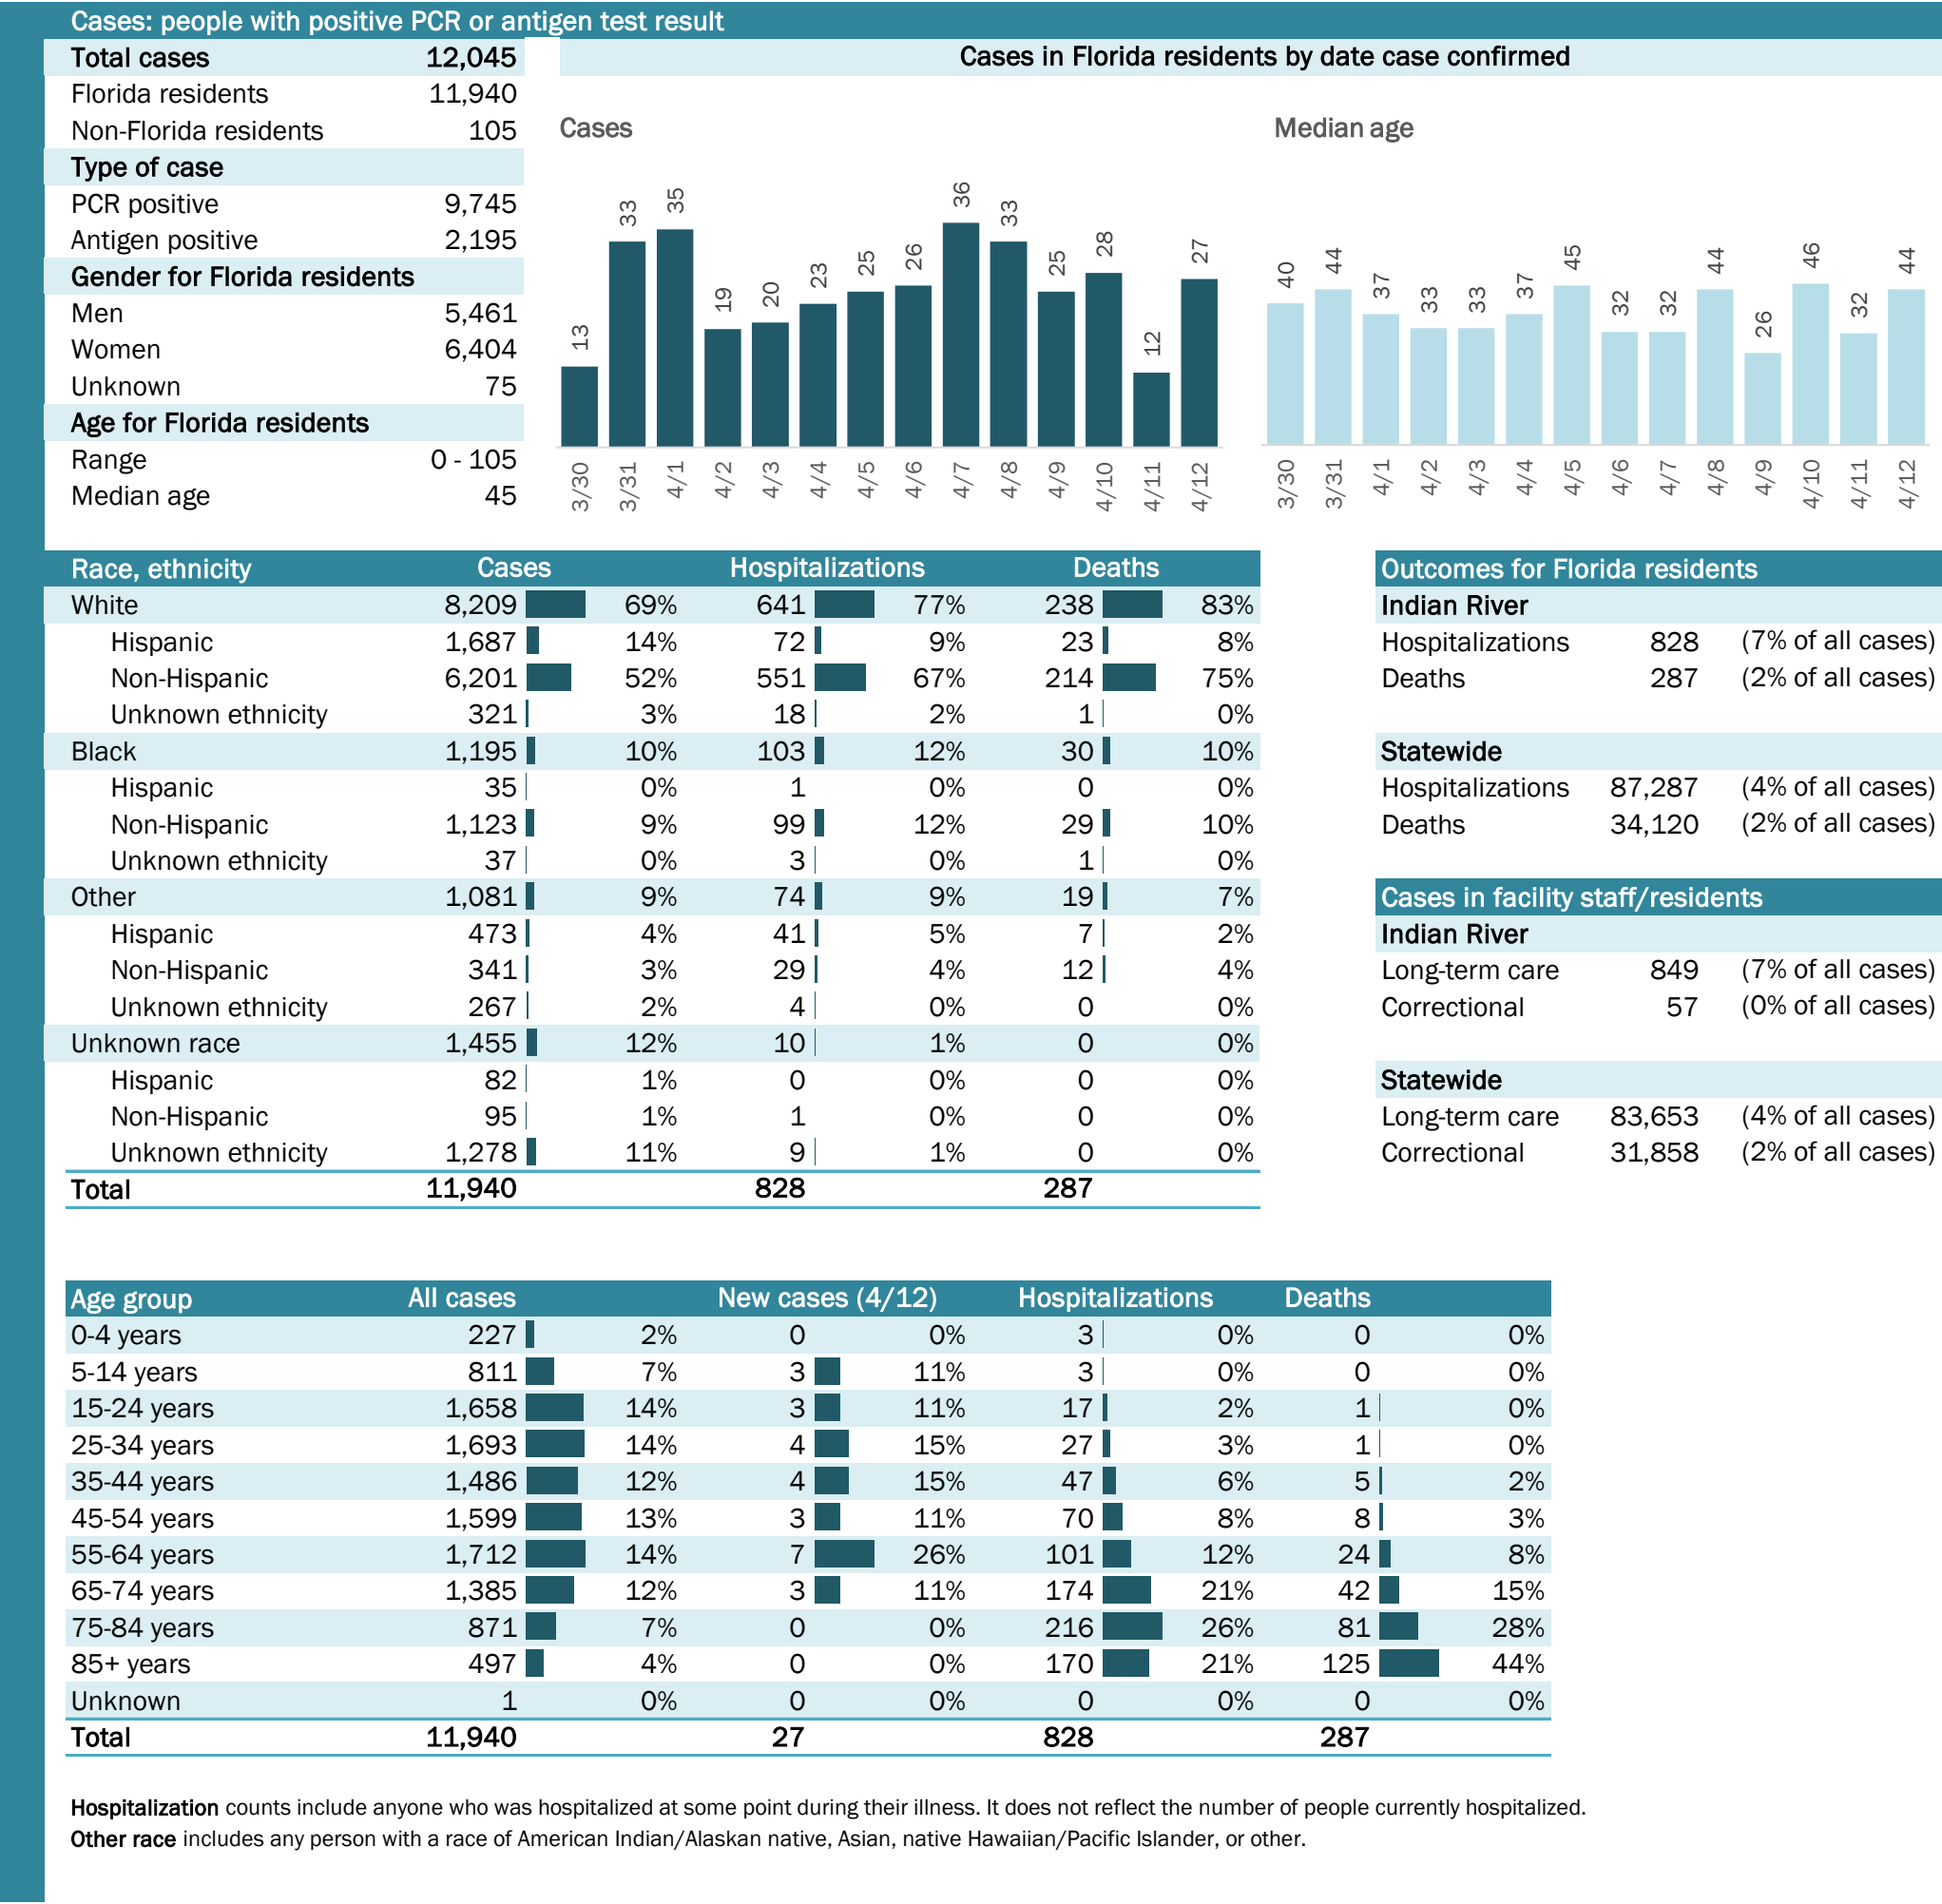 Cases: people with positive PCR or antigen test result
Total cases 12,045
Florida residents 11,940
Non-Florida residents 105
Type of case
PCR positive 9,745
Antigen positive 2,195
Gender for Florida residents
Men 5,461
Women 6,404
Unknown 75
Age for Florida residents
Range 0 - 105
Median age 45
Cases in Florida residents by date case confirmed
Cases
13 33 35 19 20 23 25 26 36 33 25 28 12 27
3/30 3/31 4/1 4/2 4/3 4/4 4/5 4/6 4/7 4/8 4/9 4/10 4/11 4/12
Median age
40 44 37 33 33 37 45 32 32 44 26 46 32 44
3/30 3/31 4/1 4/2 4/3 4/4 4/5 4/6 4/7 4/8 4/9 4/10 4/11 4/12
Race, ethnicity Cases Hospitalizations Deaths
White 8,209 69% 641 77% 238 83%
Hispanic 1,687 14% 72 9% 23 8%
Non-Hispanic 6,201 52% 551 67% 214 75%
Unknown ethnicity 321 3% 18 2% 1 0%
Black 1,195 10% 103 12% 30 10%
Hispanic 35 0% 1 0% 0 0%
Non-Hispanic 1,123 9% 99 12% 29 10%
Unknown ethnicity 37 0% 3 0% 1 0%
Other 1,081 9% 74 9% 19 7%
Hispanic 473 4% 41 5% 7 2%
Non-Hispanic 341 3% 29 4% 12 4%
Unknown ethnicity 267 2% 4 0% 0 0%
Unknown race 1,455 12% 10 1% 0 0%
Hispanic 82 1% 0 0% 0 0%
Non-Hispanic 95 1% 1 0% 0 0%
Unknown ethnicity 1,278 11% 9 1% 0 0%
Total 11,940 828 287
Outcomes for Florida residents
Indian River
Hospitalizations 828 (7% of all cases)
Deaths 287 (2% of all cases)
Statewide
Hospitalizations 87,287 (4% of all cases)
Deaths 34,120 (2% of all cases)
Cases in facility staff/residents
Indian River
Long-term care 849 (7% of all cases)
Correctional 57 (0% of all cases)
Statewide
Long-term care 83,653 (4% of all cases)
Correctional 31,858 (2% of all cases)
Age group All cases New cases (4/12) Hospitalizations Deaths
0-4 years 227 2% 0 0% 3 0% 0 0%
5-14 years 811 7% 3 11% 3 0% 0 0%
15-24 years 1,658 14% 3 11% 17 2% 1 0%
25-34 years 1,693 14% 4 15% 27 3% 1 0%
35-44 years 1,486 12% 4 15% 47 6% 5 2%
45-54 years 1,599 13% 3 11% 70 8% 8 3%
55-64 years 1,712 14% 7 26% 101 12% 24 8%
65-74 years 1,385 12% 3 11% 174 21% 42 15%
75-84 years 871 7% 0 0% 216 26% 81 28%
85+ years 497 4% 0 0% 170 21% 125 44%
Unknown 1 0% 0 0% 0 0% 0 0%
Total 11,940 27 828 287
Hospitalization counts include anyone who was hospitalized at some point during their illness. It does not reflect the number of people currently hospitalized.
Other race includes any person with a race of American Indian/Alaskan native, Asian, native Hawaiian/Pacific Islander, or other.